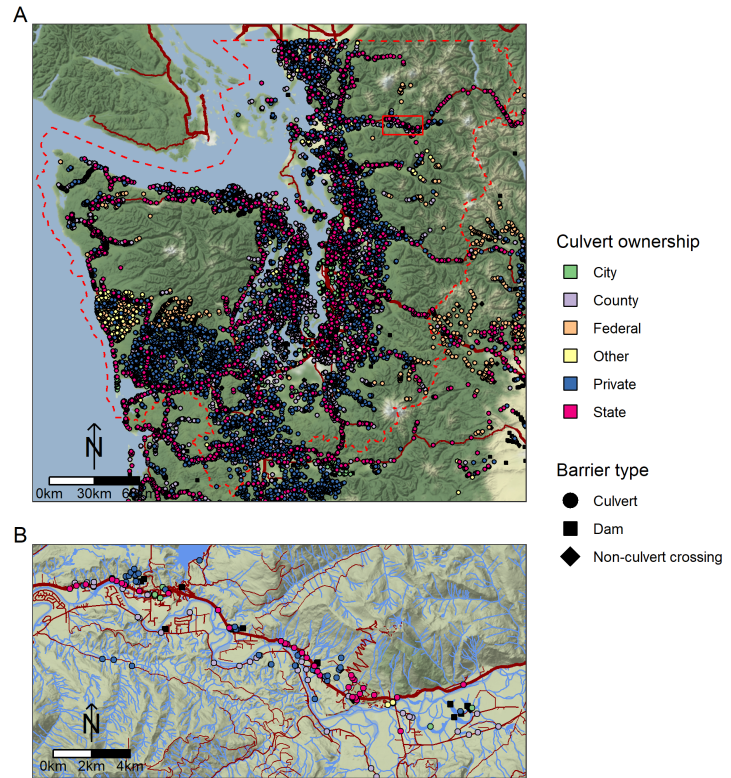 A
N
0km 30km
Culvert ownership
City
County
Federal
Other
Private
State
Barrier type
Culvert
Dam
Non-culvert crossing
B
N
0km 2km 4km